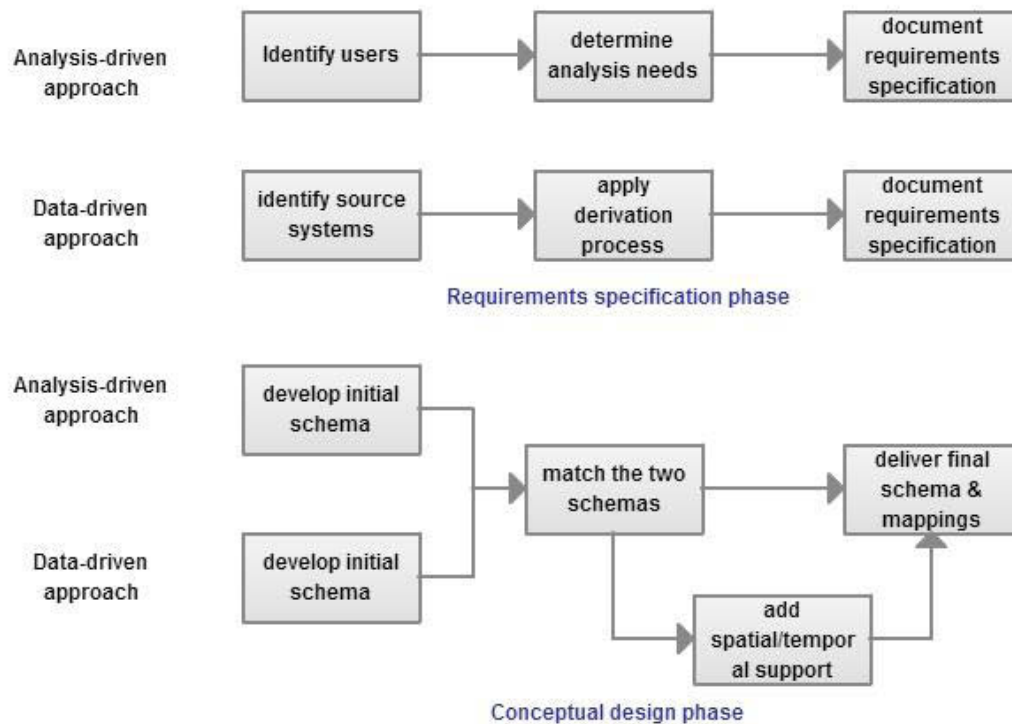 Analysis-driven
approach
Identify users
determine
analysis needs
document
requirements
specification
Data-driven
approach
identify source
systems
apply
derivation
process
document
requirements
specification
Requirements specification phase
Analysis-driven
approach
develop initial
schema
match the two
schemas
deliver final
schema &
mappings
Data-driven
approach
develop initial
schema
add
spatial/tempor
al support
Conceptual design phase